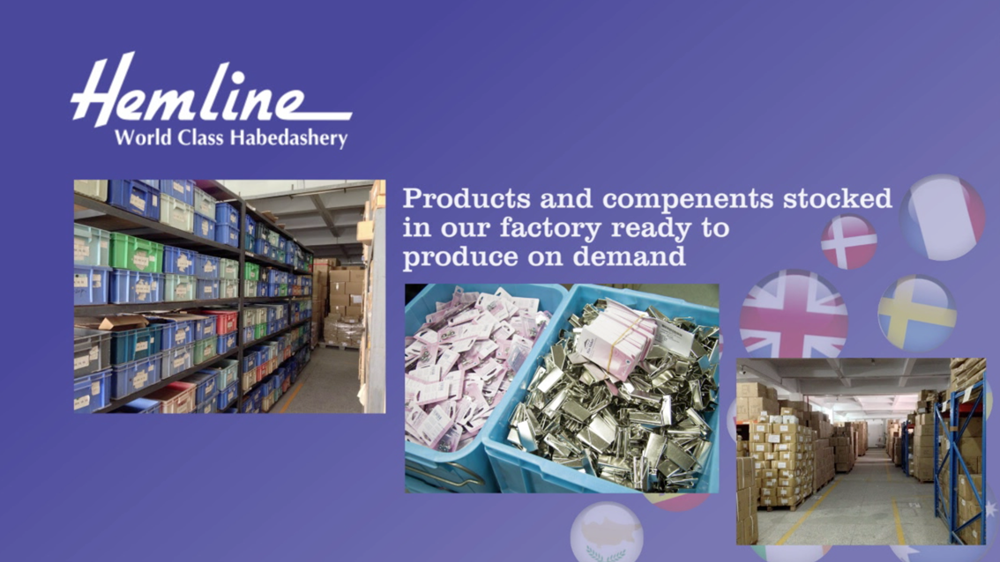 Hemline
World Class Habedashery
Products and compenents stocked
in our factory ready to
produce on demand